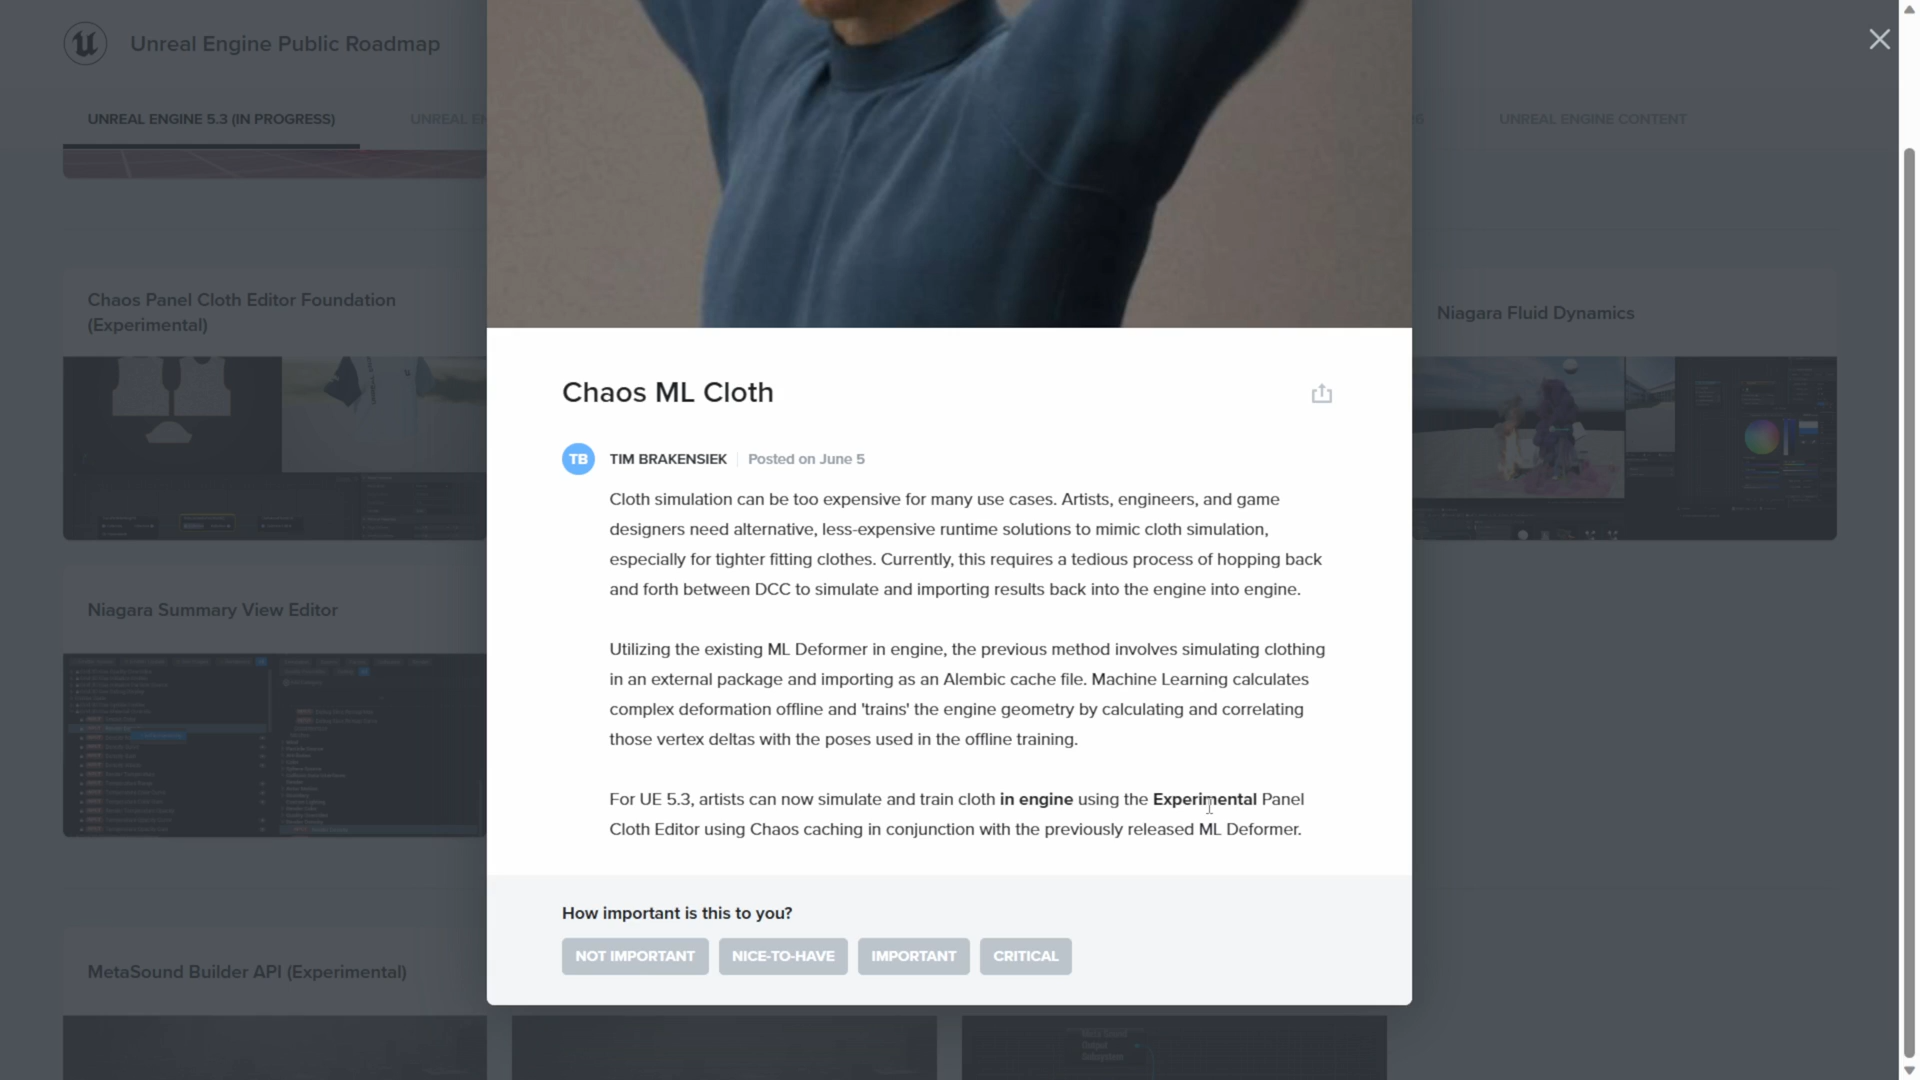 Unreal Engine Public Roadmap
UNREAL ENGINE 5.3 (IN PROGRESS)
UNREAL EN
UNREAL ENGINE CONTENT
Chaos Panel Cloth Editor Foundation
(Experimental)
Niagara Fluid Dynamics
Chaos ML Cloth
TB TIM BRAKENSIEK Posted on June 5
Cloth simulation can be too expensive for many use cases. Artists, engineers, and game
designers need alternative, less-expensive runtime solutions to mimic cloth simulation,
especially for tighter fitting clothes. Currently, this requires a tedious process of hopping back
and forth between DCC to simulate and importing results back into the engine into engine.
Utilizing the existing ML Deformer in engine, the previous method involves simulating clothing
in an external package and importing as an Alembic cache file. Machine Learning calculates
complex deformation offline and 'trains' the engine geometry by calculating and correlating
those vertex deltas with the poses used in the offline training.
For UE 5.3, artists can now simulate and train cloth in engine using the Experimental Panel
Cloth Editor using Chaos caching in conjunction with the previously released ML Deformer.
Niagara Summary View Editor
How important is this to you?
NOT IMPORTANT NICE-TO-HAVE IMPORTANT CRITICAL
MetaSound Builder API (Experimental)